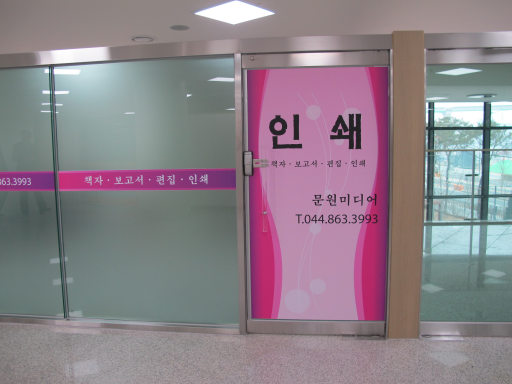 863.3993
책자 · 보고서 · 편집 · 인쇄
인 쇄
책자 · 보고서 · 편집 · 인쇄
문원미디어
T.044.863.3993